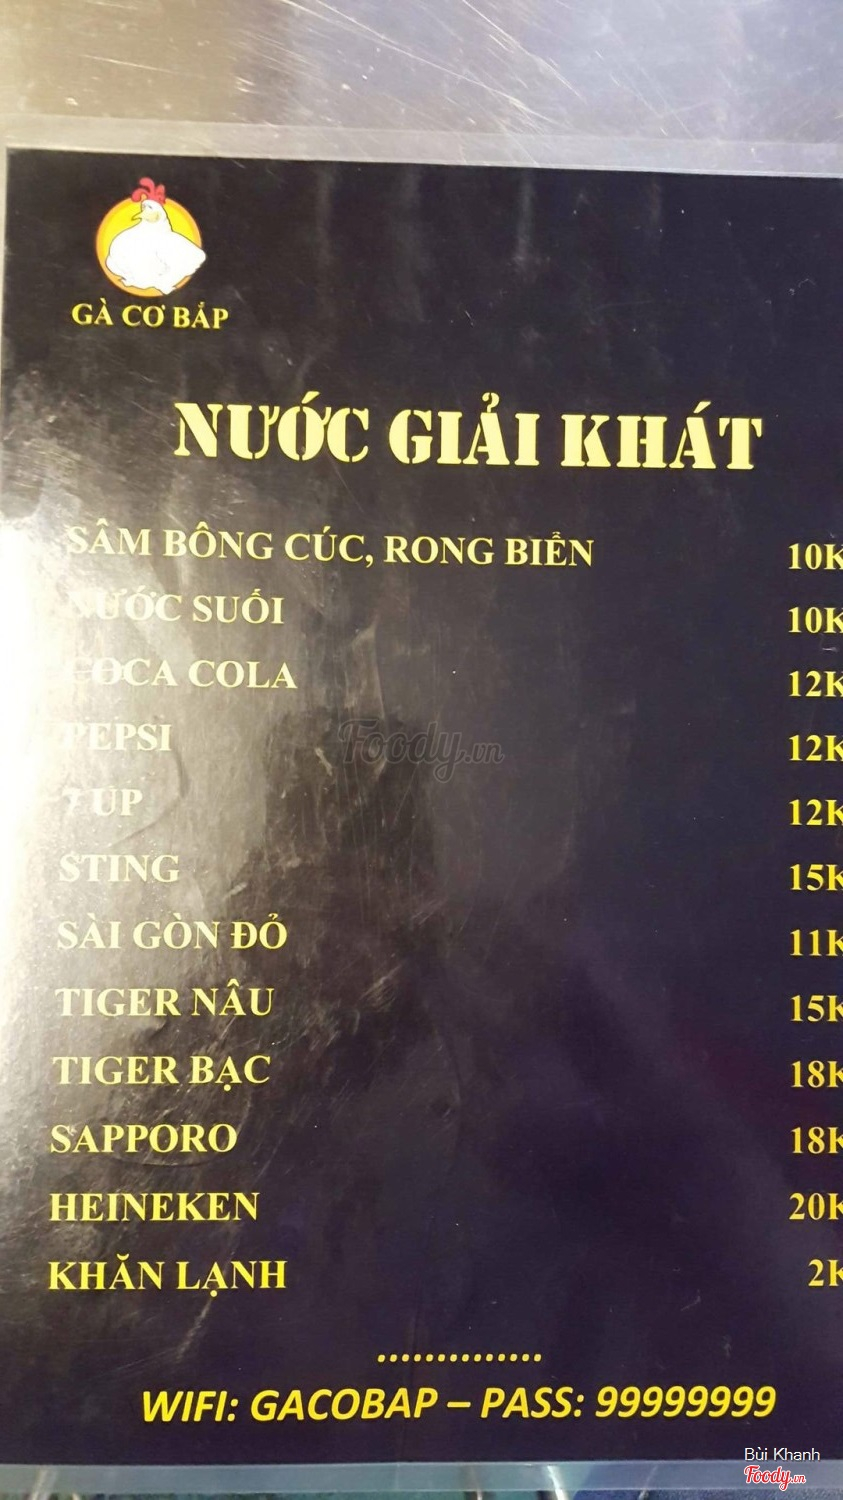 GÀ CƠ BẮP
NƯỚC GIẢI KHÁT
SÂM BÔNG CÚC, RONG BIỂN 10K
NƯỚC SUỐI 10K
COCA COLA 12K
PEPSI 12K
Foody.vn
7 UP 12K
STING 15K
SÀI GÒN ĐỎ 11K
TIGER NÂU 15K
TIGER BẠC 18K
SAPPORO 18K
HEINEKEN 20K
KHĂN LẠNH 2K
..............
WIFI: GACOBAP – PASS: 99999999
Bùi Khanh
Foody.vn